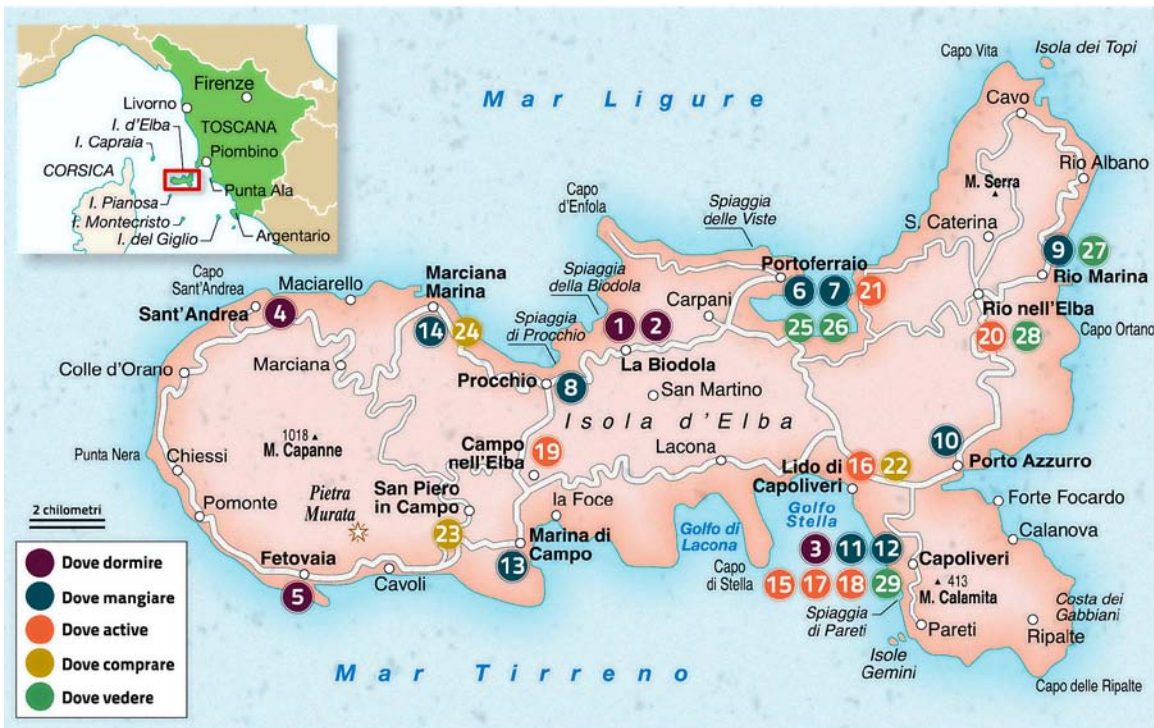 Firenze
Livorno
I. d'Elba
TOSCANA
I. Capraia
Piombino
CORSICA
Punta Ala
I. Pianosa
I. Montecristo
I. del Giglio
Argentario
Mar Ligure
Capo Vita
Isola dei Topi
Cavo
Rio Albano
M. Serra
S. Caterina
Capo
d'Enfola
Spiaggia
delle Viste
Portoferraio
6 7 21
9 27
Rio Marina
Rio nell'Elba
20 28
Capo Ortano
25 26
Capo
Sant'Andrea
Maciarello
Sant'Andrea
4
Marciana
Marina
14 24
Spiaggia
della Biodola
Spiaggia
di Procchio
Carpani
1 2
La Biodola
Colle d'Orano
Marciana
Procchio
8
San Martino
Isola d'Elba
1018
M. Capanne
Punta Nera
Chiessi
Campo
nell'Elba
19
Lacona
Lido di
Capoliveri
16 22
10
Porto Azzurro
Pomonte
Pietra
Murata
San Piero
in Campo
23
la Foce
Marina di
Campo
13
Golfo di
Lacona
Golfo
Stella
3 11 12
Forte Focardo
Calanova
Capoliveri
413
M. Calamita
Capo
di Stella
15 17 18 29
Spiaggia
di Pareti
Costa dei
Gabbiani
Pareti
Ripalte
Isole
Gemini
Capo delle Ripalte
Fetovaia
5
Cavoli
Mar Tirreno
2 chilometri
Dove dormire
Dove mangiare
Dove active
Dove comprare
Dove vedere